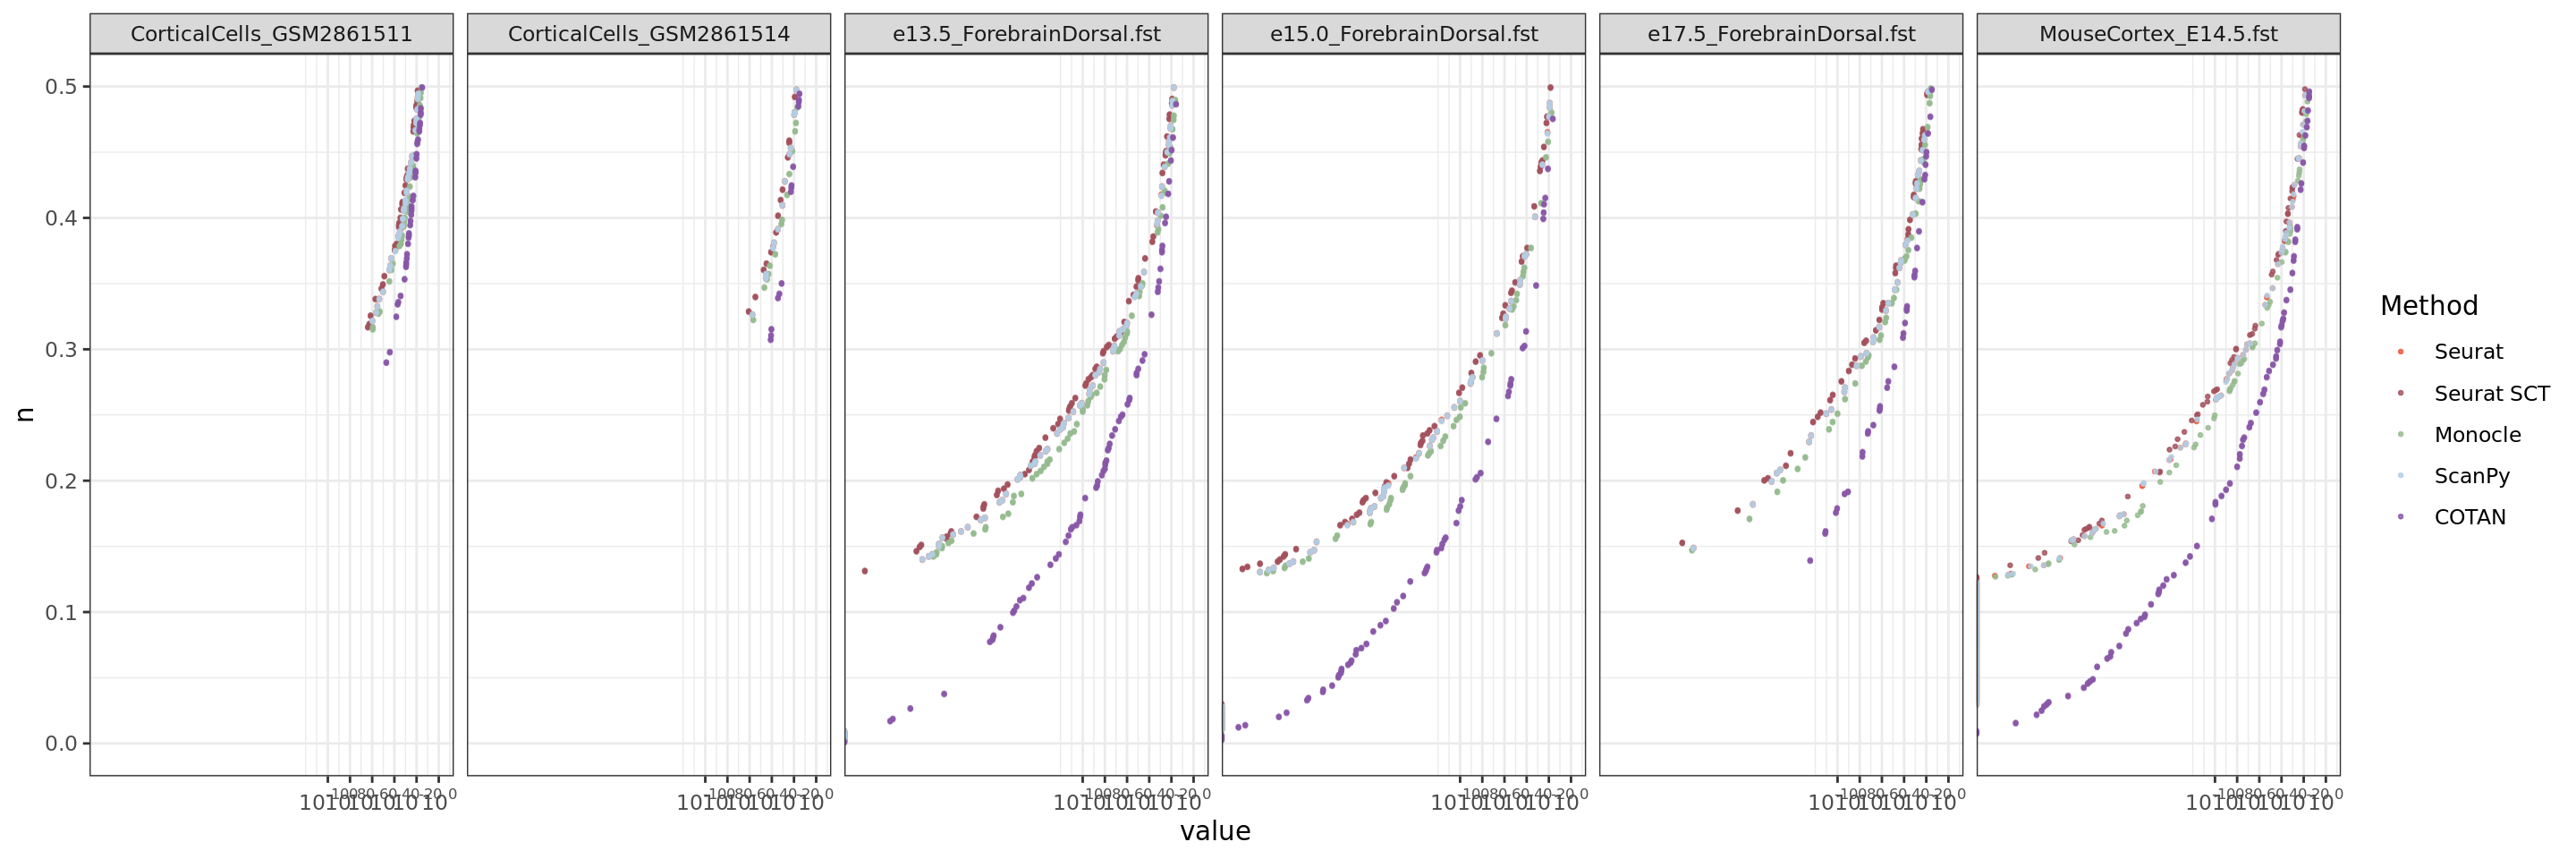 CorticalCells_GSM2861511 CorticalCells_GSM2861514 e13.5_ForebrainDorsal.fst e15.0_ForebrainDorsal.fst e17.5_ForebrainDorsal.fst MouseCortex_E14.5.fst
0.5
0.4
0.3
0.2
0.1
0.0
n
Method
Seurat
Seurat SCT
Monocle
ScanPy
COTAN
value